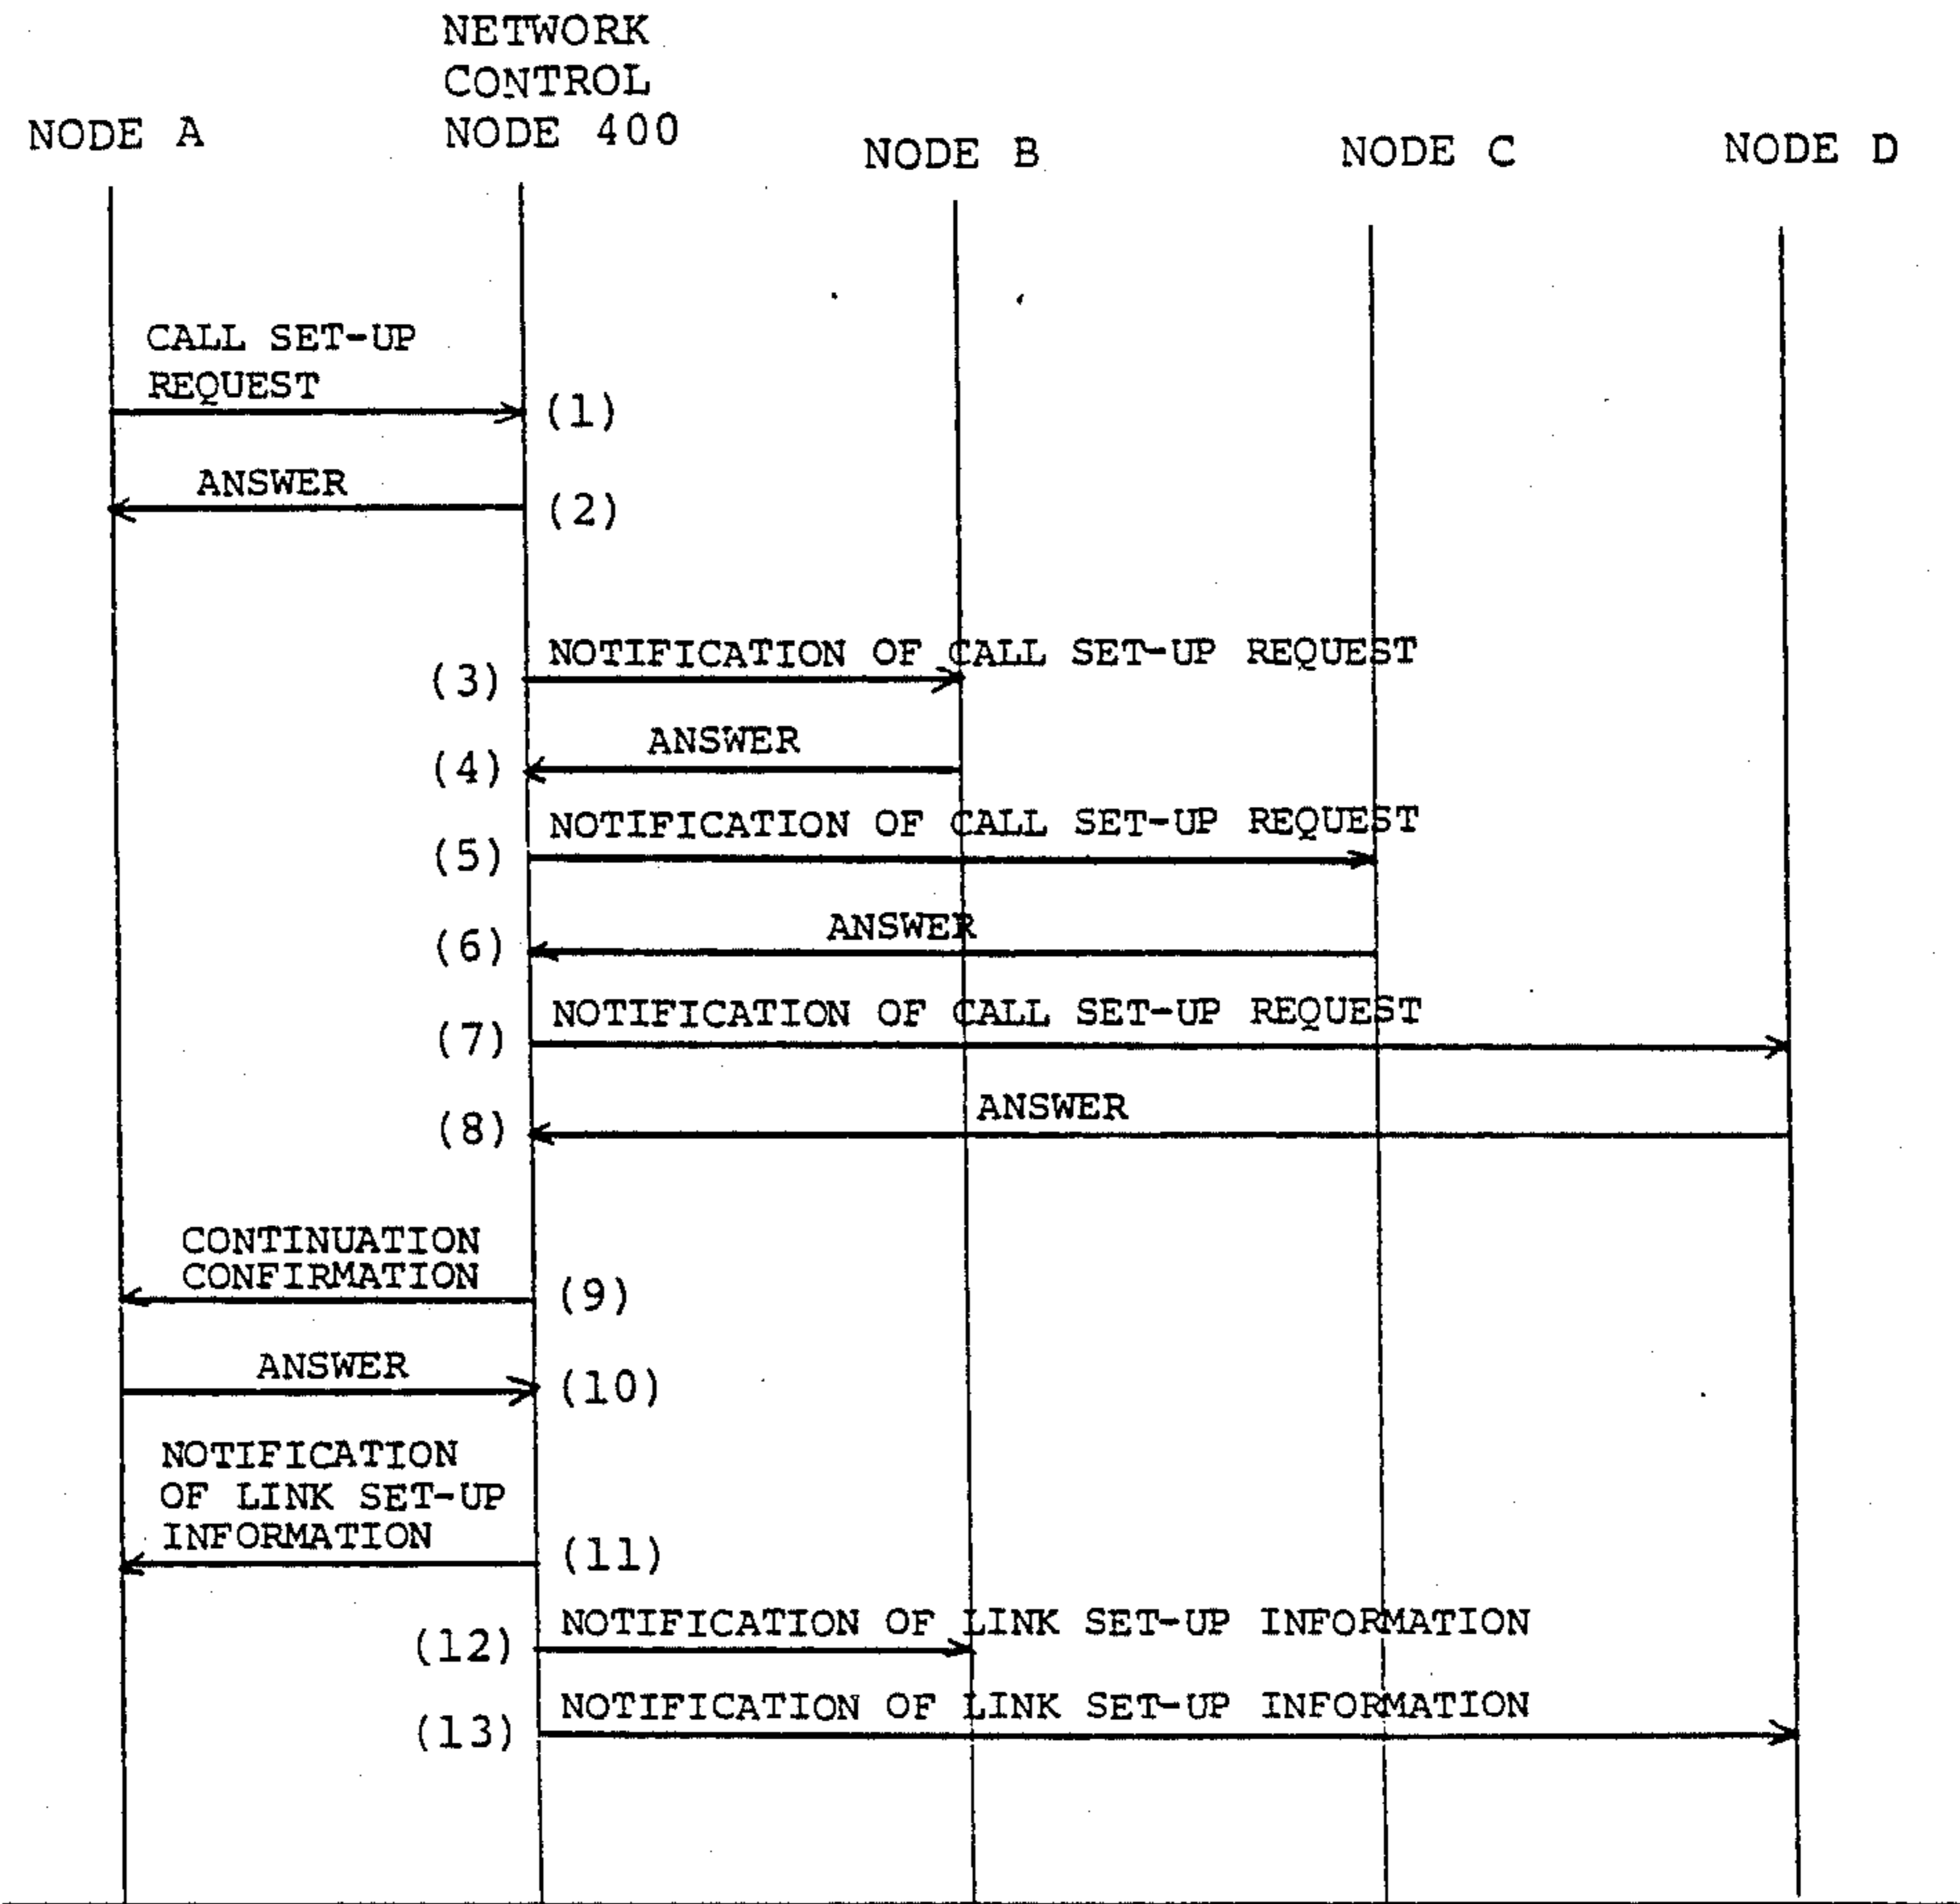 NETWORK
CONTROL
NODE A
NODE 400
NODE B
NODE C
NODE D
CALL SET-UP
REQUEST
(1)
ANSWER
(2)
NOTIFICATION OF CALL SET-UP REQUEST
(3)
ANSWER
(4)
NOTIFICATION OF CALL SET-UP REQUEST
(5)
ANSWER
(6)
NOTIFICATION OF CALL SET-UP REQUEST
(7)
ANSWER
(8)
CONTINUATION
CONFIRMATION
(9)
ANSWER
(10)
NOTIFICATION
OF LINK SET-UP
INFORMATION
(11)
NOTIFICATION OF LINK SET-UP INFORMATION
(12)
NOTIFICATION OF LINK SET-UP INFORMATION
(13)